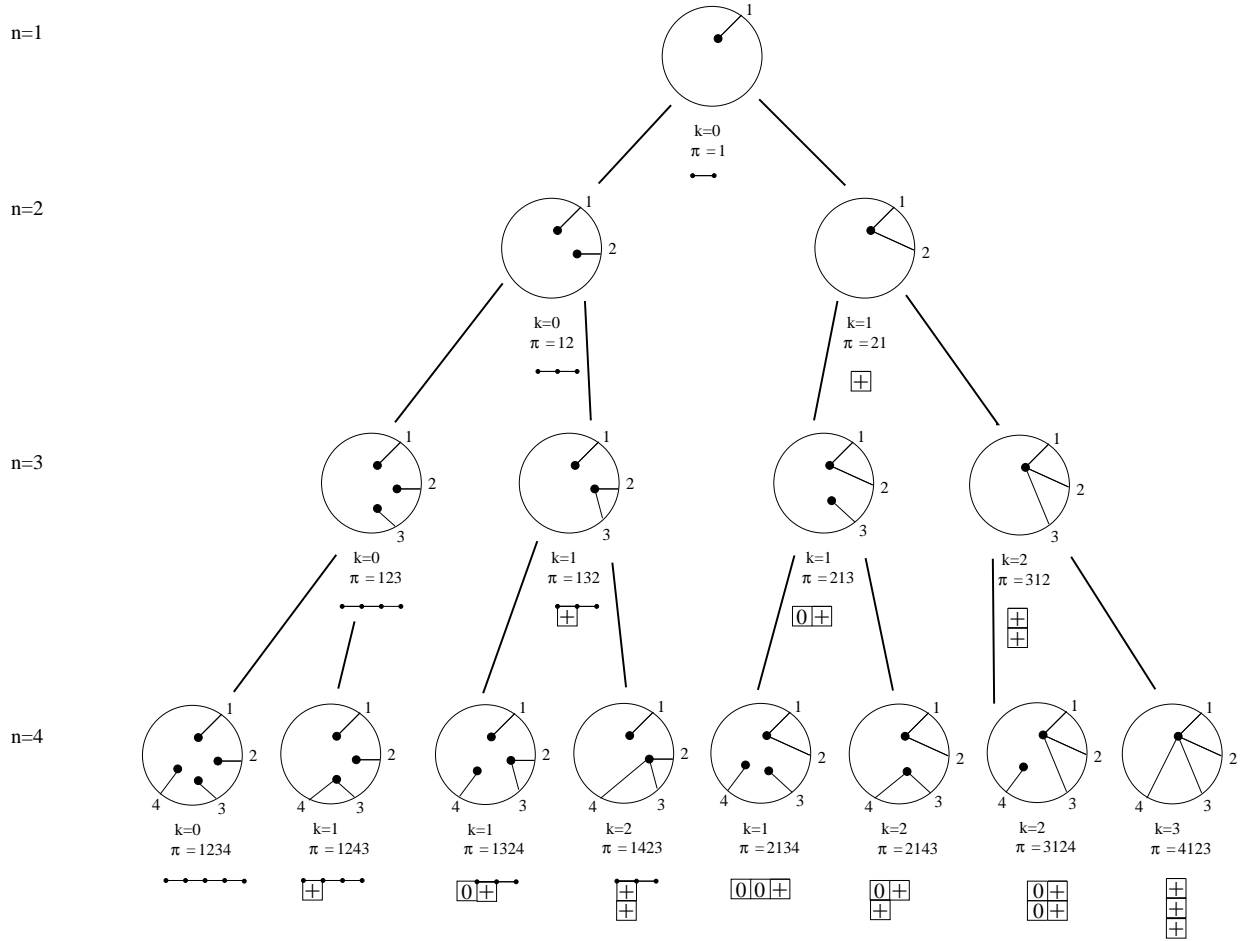 n=1
1
k=0
π = 1
n=2
1
2
1
2
k=0
π = 12
k=1
π = 21
+
n=3
1
2
3
1
2
3
1
2
3
1
2
3
k=0
π = 123
k=1
π = 132
+
k=1
π = 213
0 +
k=2
π = 312
+
+
n=4
1
2
3
4
1
2
3
4
1
2
3
4
1
2
3
4
1
2
3
4
1
2
3
4
1
2
3
4
1
2
3
4
k=0
π = 1234
k=1
π = 1243
+
k=1
π = 1324
0 +
k=2
π = 1423
+
+
k=1
π = 2134
0 0 +
k=2
π = 2143
0 +
+
k=2
π = 3124
0 +
0 +
k=3
π = 4123
+
+
+